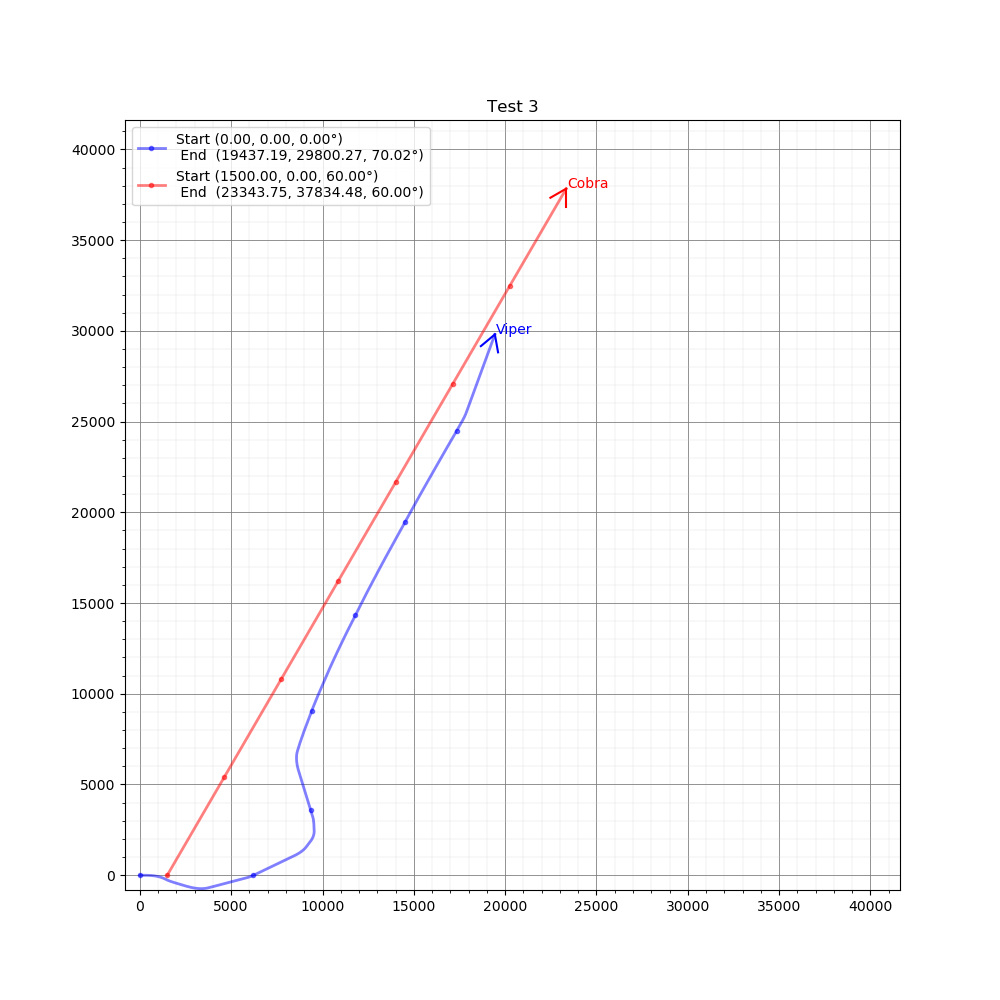 Test 3
Start (0.00, 0.00, 0.00°)
End (19437.19, 29800.27, 70.02°)
Start (1500.00, 0.00, 60.00°)
End (23343.75, 37834.48, 60.00°)
Cobra
Viper
40000
35000
30000
25000
20000
15000
10000
5000
0
0 5000 10000 15000 20000 25000 30000 35000 40000